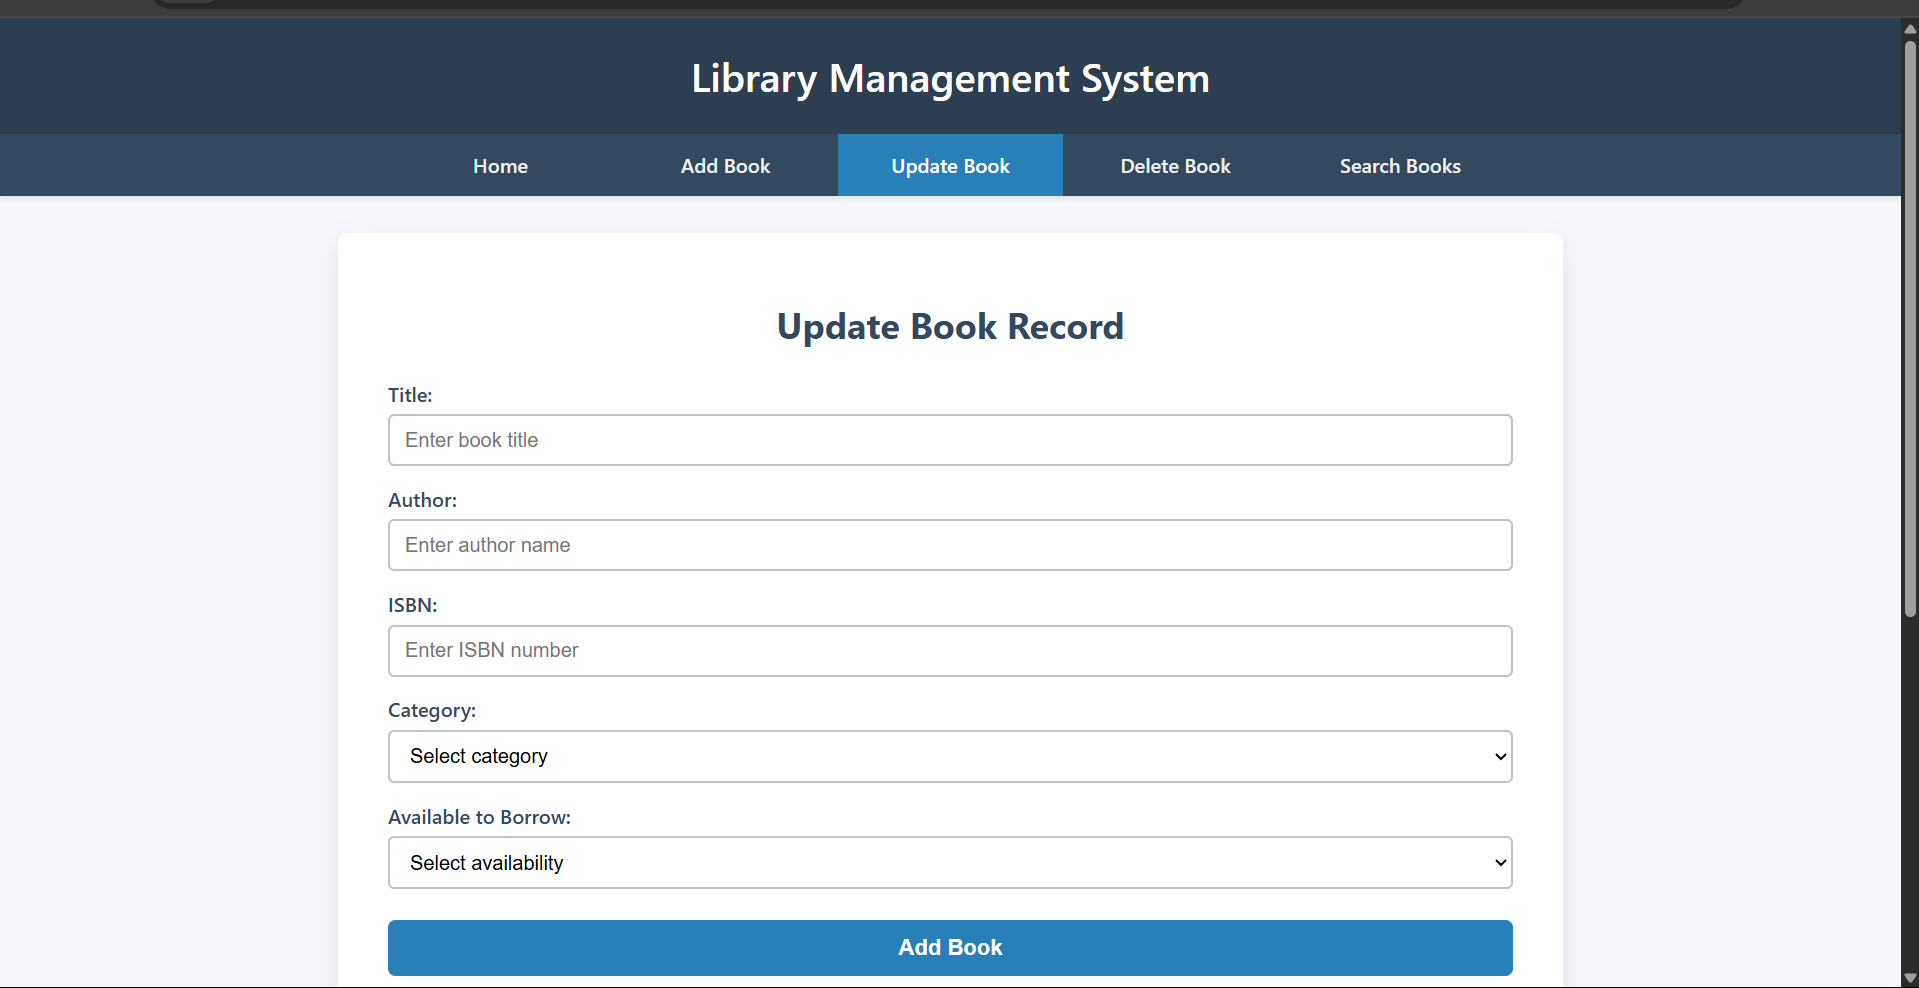 Library Management System
Home Add Book Update Book Delete Book Search Books
Update Book Record
Title:
Enter book title
Author:
Enter author name
ISBN:
Enter ISBN number
Category:
Select category
Available to Borrow:
Select availability
Add Book